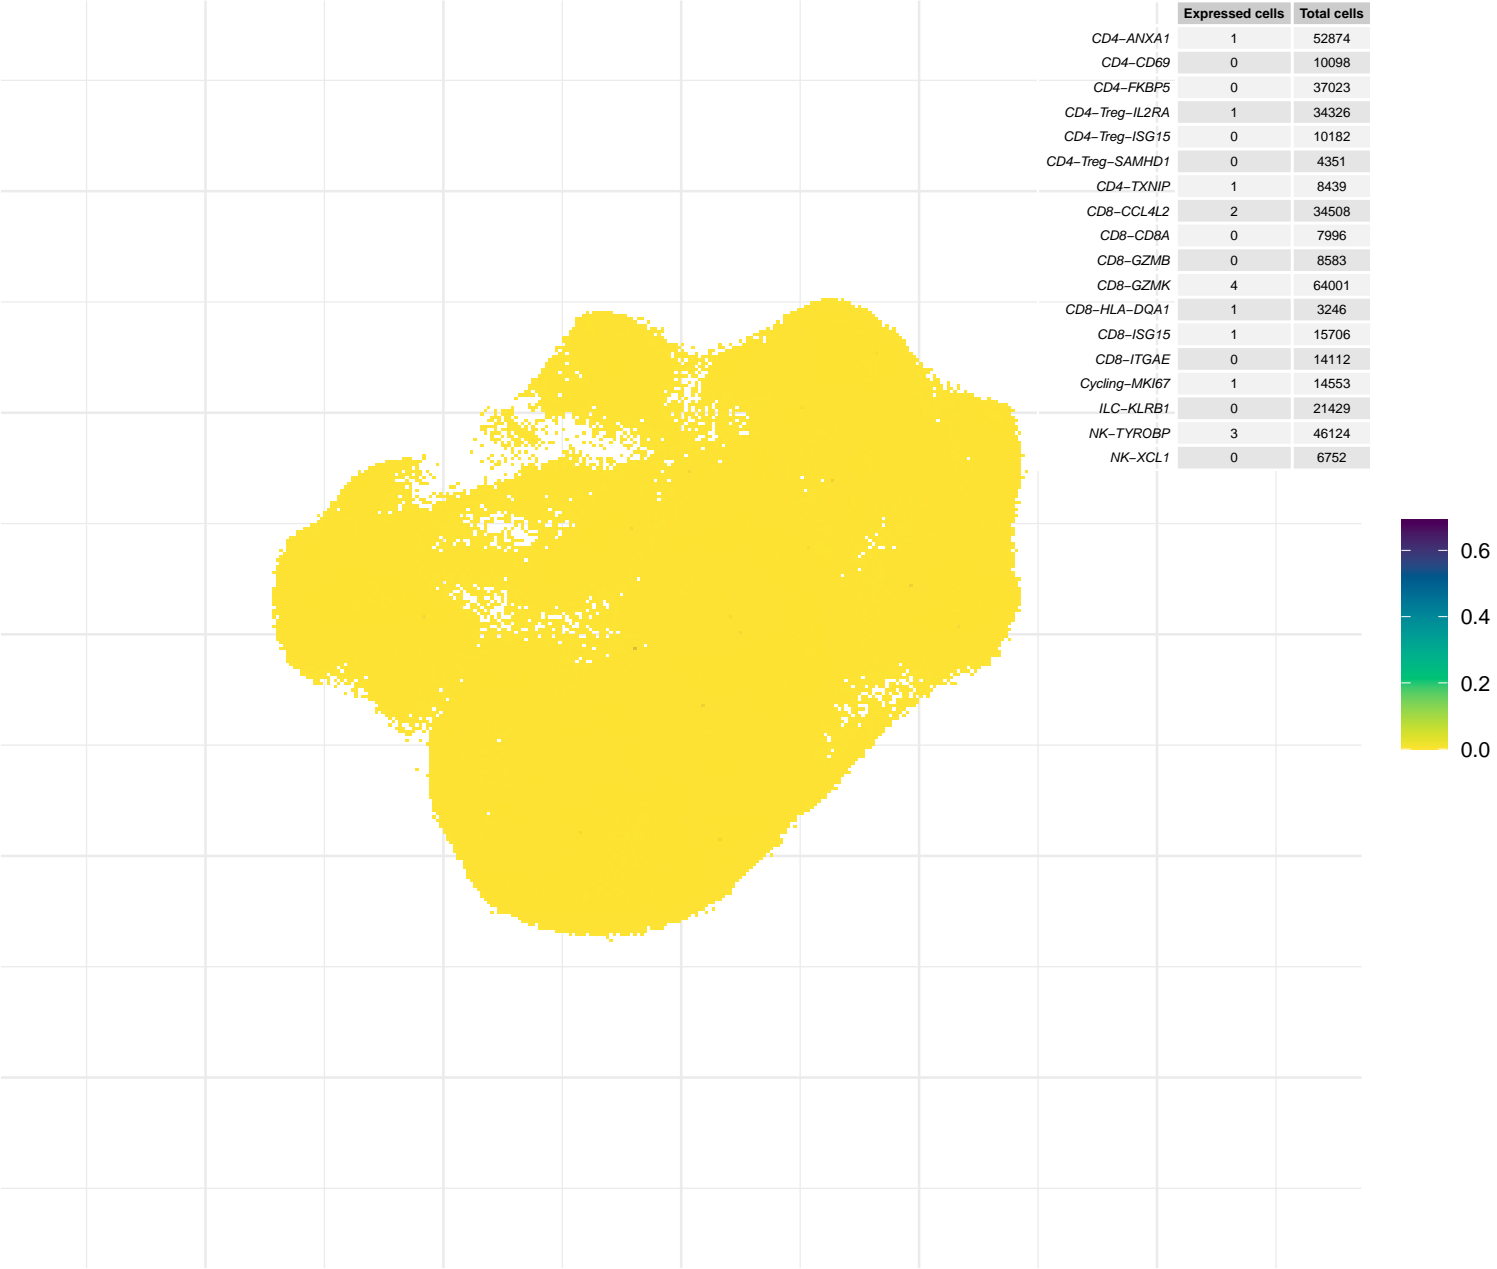 Expressed cells Total cells
CD4−ANXA1 1 52874
CD4−CD69 0 10098
CD4−FKBP5 0 37023
CD4−Treg−IL2RA 1 34326
CD4−Treg−ISG15 0 10182
CD4−Treg−SAMHD1 0 4351
CD4−TXNIP 1 8439
CD8−CCL4L2 2 34508
CD8−CD8A 0 7996
CD8−GZMB 0 8583
CD8−GZMK 4 64001
CD8−HLA−DQA1 1 3246
CD8−ISG15 1 15706
CD8−ITGAE 0 14112
Cycling−MKI67 1 14553
ILC−KLRB1 0 21429
NK−TYROBP 3 46124
NK−XCL1 0 6752
0.6
0.4
0.2
0.0